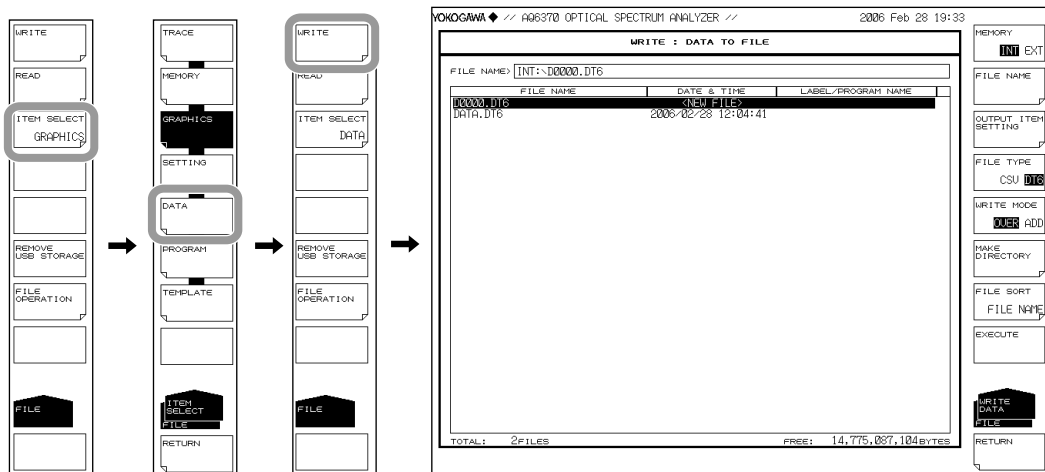 WRITE
READ
ITEM SELECT
GRAPHICS
REMOVE
USB STORAGE
FILE
OPERATION
FILE
TRACE
MEMORY
GRAPHICS
SETTING
DATA
PROGRAM
TEMPLATE
ITEM
SELECT
FILE
RETURN
WRITE
READ
ITEM SELECT
DATA
REMOVE
USB STORAGE
FILE
OPERATION
FILE
YOKOGAWA ◆ // AQ6370 OPTICAL SPECTRUM ANALYZER // 2006 Feb 28 19:33
WRITE : DATA TO FILE
FILE NAME> INT:\D0000.DT6
FILE NAME DATE & TIME LABEL/PROGRAM NAME
D0000.DT6 <NEW FILE>
DATA.DT6 2006/02/28 12:04:41
TOTAL: 2FILES FREE: 14,775,087,104BYTES
MEMORY
INT EXT
FILE NAME
OUTPUT ITEM
SETTING
FILE TYPE
CSV DT6
WRITE MODE
OVER ADD
MAKE
DIRECTORY
FILE SORT
FILE NAME
EXECUTE
WRITE
DATA
FILE
RETURN